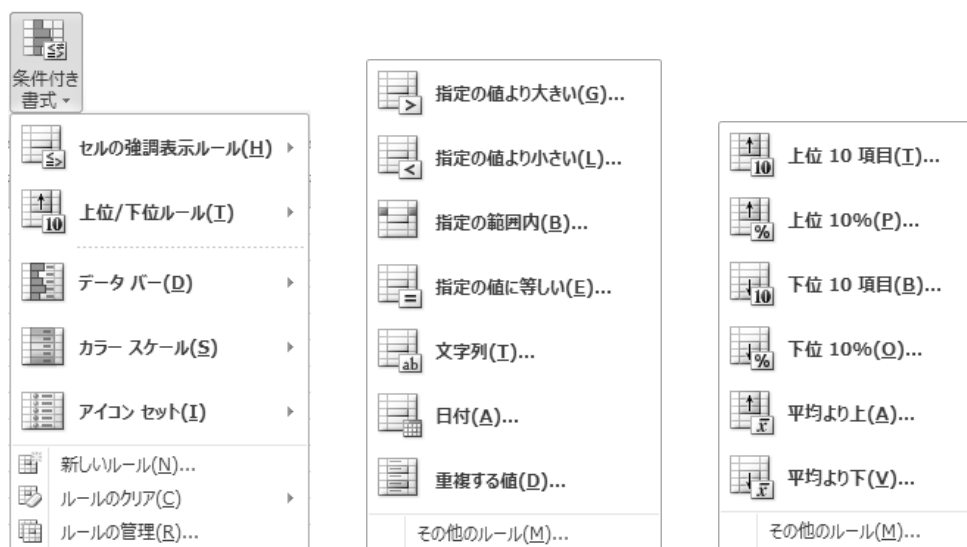 条件付き
書式
セルの強調表示ルール(H)
上位/下位ルール(T)
データ バー(D)
カラー スケール(S)
アイコン セット(I)
新しいルール(N)...
ルールのクリア(C)
ルールの管理(R)...
指定の値より大きい(G)...
指定の値より小さい(L)...
指定の範囲内(B)...
指定の値に等しい(E)...
文字列(T)...
日付(A)...
重複する値(D)...
その他のルール(M)...
上位 10 項目(T)...
上位 10%(P)...
下位 10 項目(B)...
下位 10%(O)...
平均より上(A)...
平均より下(V)...
その他のルール(M)...